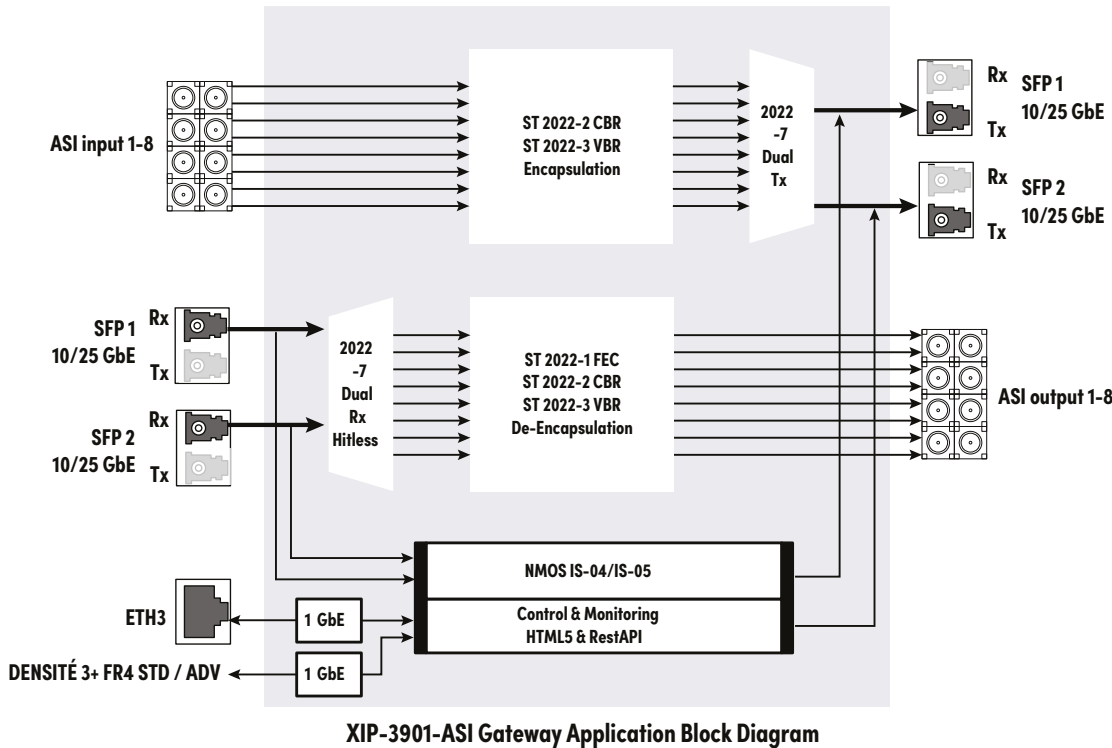 ASI input 1-8
ST 2022-2 CBR
ST 2022-3 VBR
Encapsulation
2022
-7
Dual
Tx
Rx
Tx
SFP 1
10/25 GbE
Rx
Tx
SFP 2
10/25 GbE
SFP 1
10/25 GbE
Rx
Tx
SFP 2
10/25 GbE
Rx
Tx
2022
-7
Dual
Rx
Hitless
ST 2022-1 FEC
ST 2022-2 CBR
ST 2022-3 VBR
De-Encapsulation
ASI output 1-8
NMOS IS-04/IS-05
Control & Monitoring
HTML5 & RestAPI
ETH3
1 GbE
DENSITÉ 3+ FR4 STD / ADV
1 GbE
XIP-3901-ASI Gateway Application Block Diagram